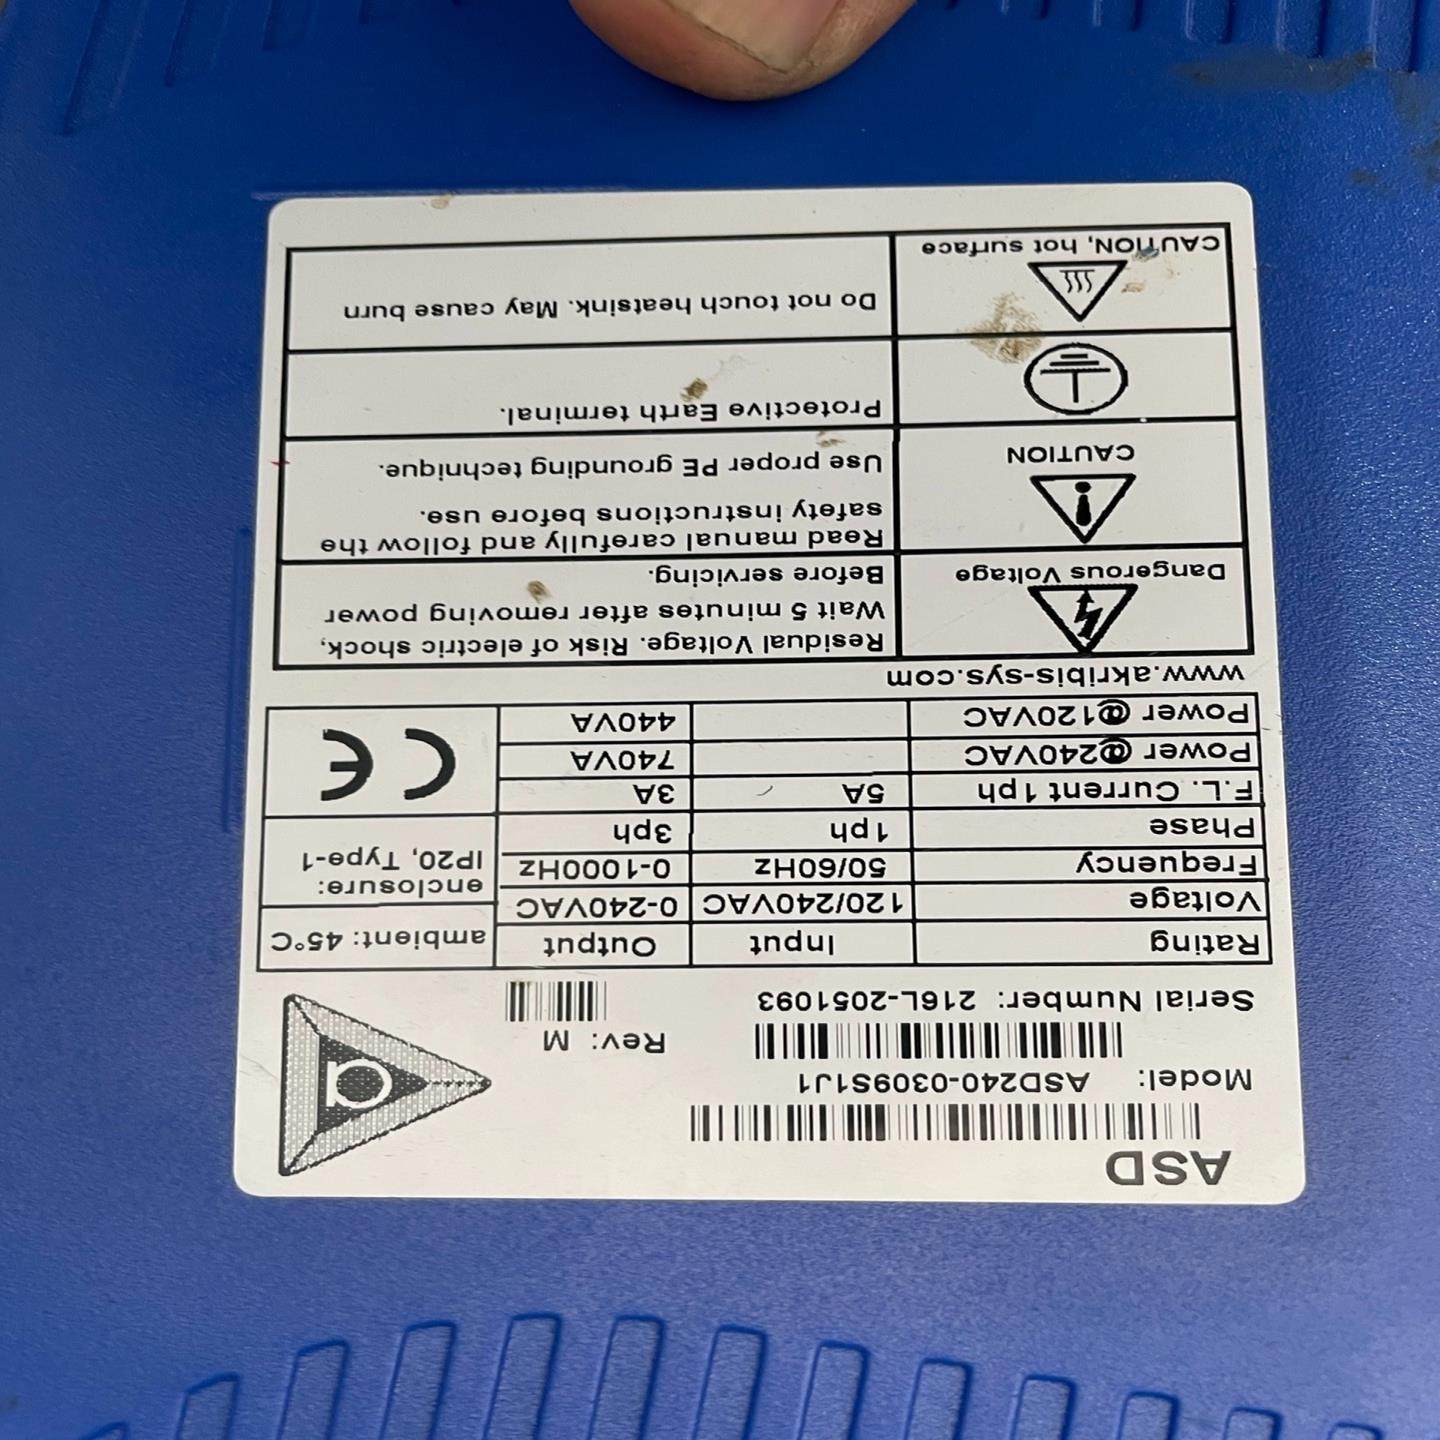 ASD
Model: ASD240-0309S1J1
Serial Number: 216L-2051093
Rev: M
a
Rating Input Output ambient: 45°C
Voltage 120/240VAC 0-240VAC
Frequency 50/60Hz 0-1000Hz
enclosure:
IP20, Type-1
Phase 1ph 3ph
F.L. Current 1ph 5A 3A
Power @240VAC 740VA
Power @120VAC 440VA
CE
www.akribis-sys.com
Dangerous Voltage
Residual Voltage. Risk of electric shock,
Wait 5 minutes after removing power
Before servicing.
CAUTION
Read manual carefully and follow the
safety instructions before use.
Use proper PE grounding technique.
Protective Earth terminal.
CAUTION, hot surface
Do not touch heatsink. May cause burn